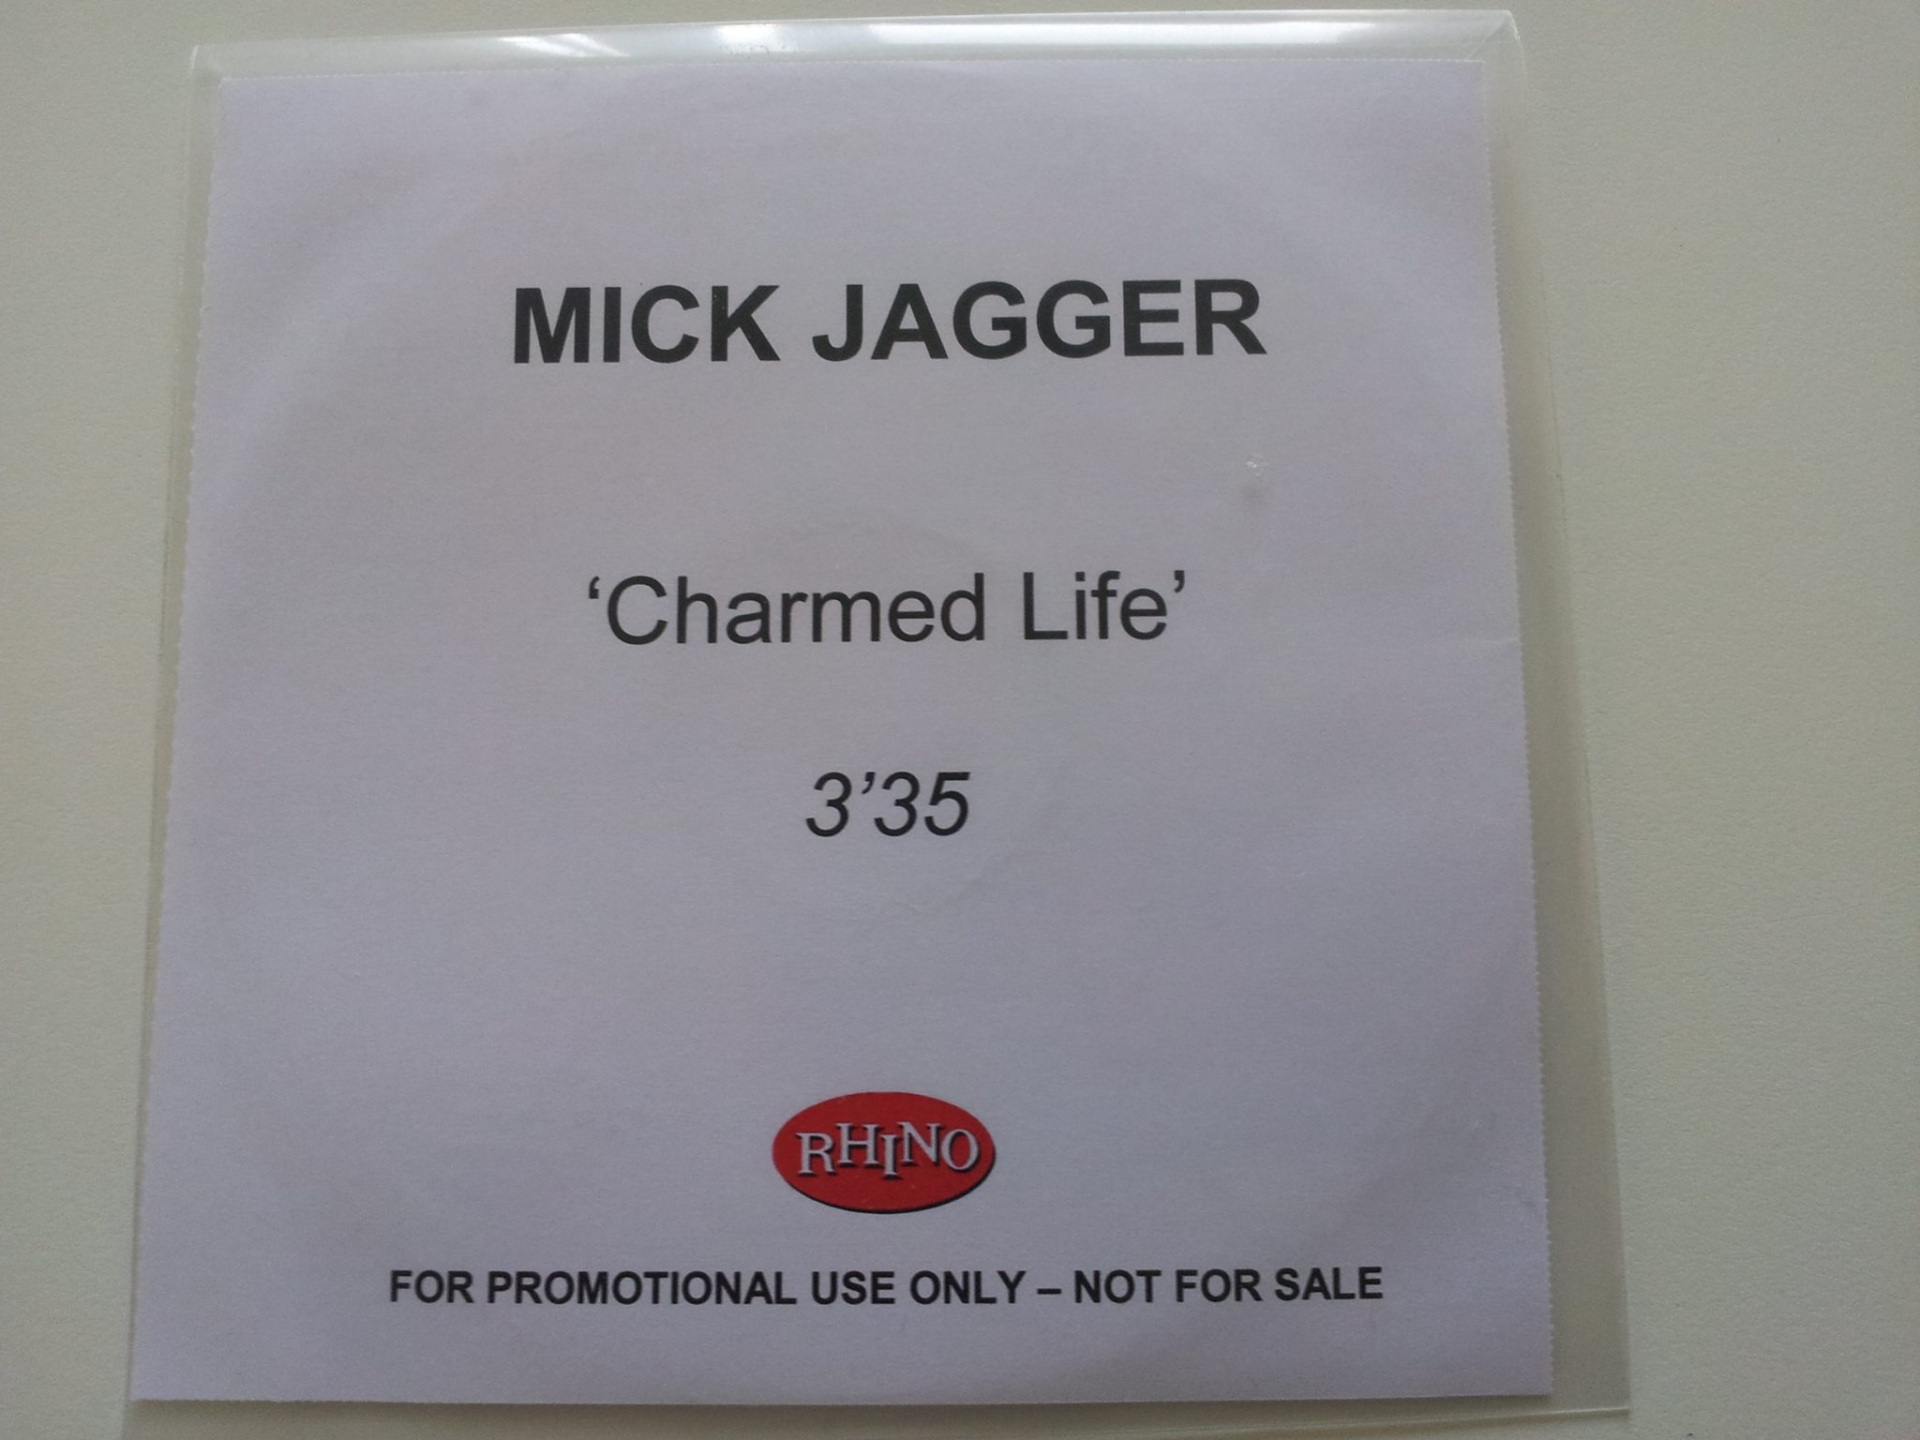 MICK JAGGER
‘Charmed Life’
3’35
RHINO
FOR PROMOTIONAL USE ONLY – NOT FOR SALE